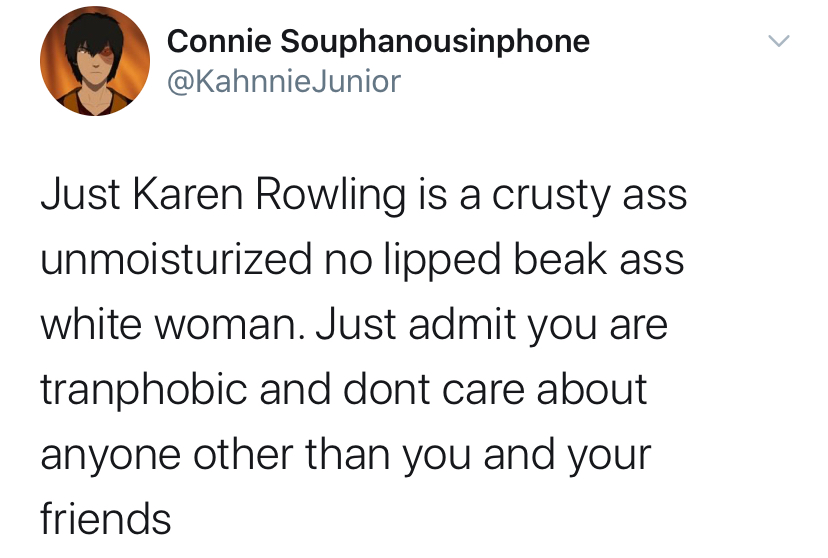 Connie Souphanousinphone
@KahnnieJunior
Just Karen Rowling is a crusty ass
unmoisturized no lipped beak ass
white woman. Just admit you are
tranphobic and dont care about
anyone other than you and your
friends